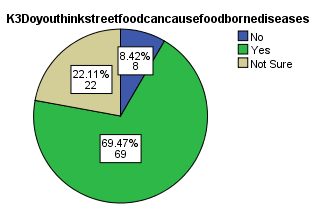 K3Doyouthinkstreetfoodcancausefoodbornediseases
No
Yes
Not Sure
8.42%
8
22.11%
22
69.47%
69